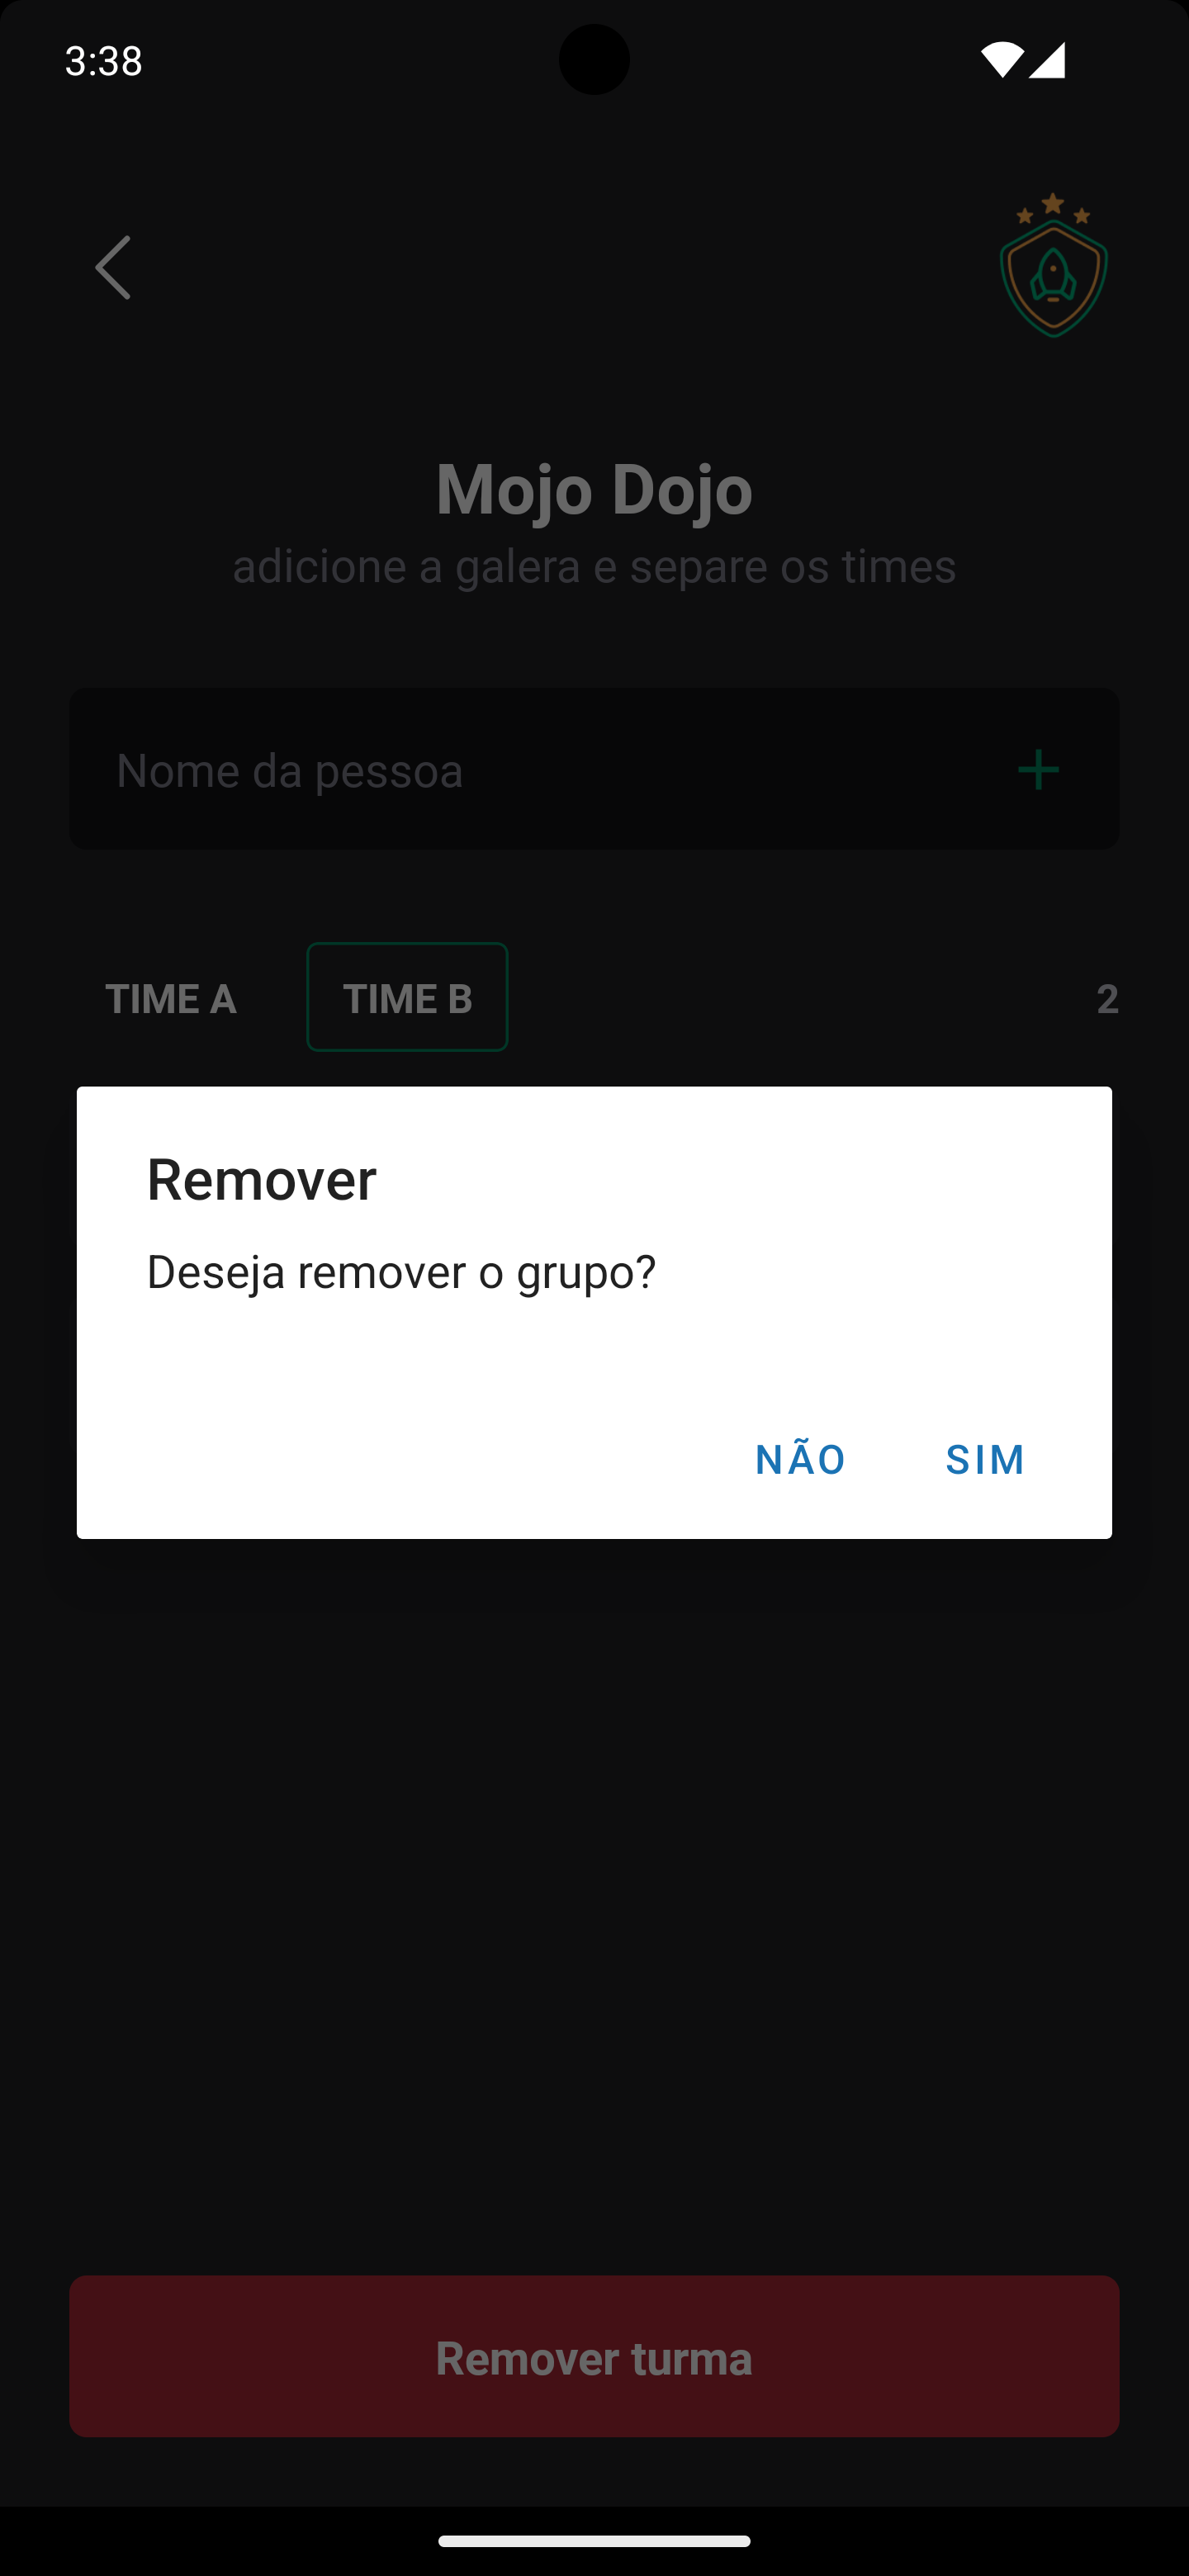 3:38
Mojo Dojo
adicione a galera e separe os times
Nome da pessoa
TIME A TIME B 2
Remover
Deseja remover o grupo?
NÃO SIM
Remover turma